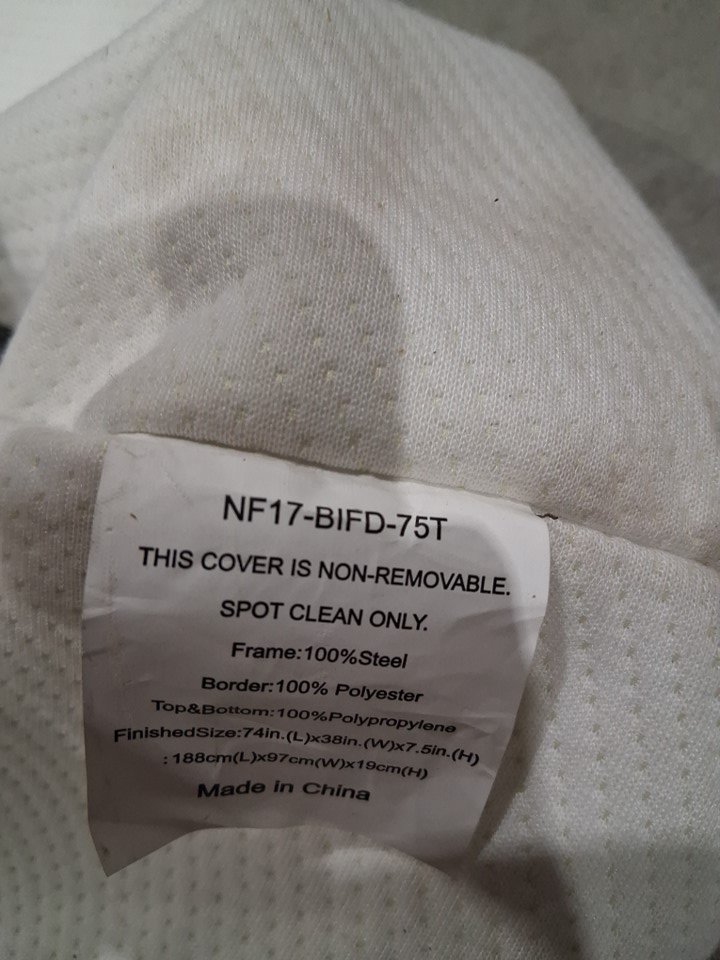 NF17-BIFD-75T
THIS COVER IS NON-REMOVABLE.
SPOT CLEAN ONLY.
Frame:100%Steel
Border:100% Polyester
Top&Bottom:100%Polypropylene
FinishedSize:74in.(L)x38in.(W)x7.5in.(H)
:188cm(L)x97cm(W)x19cm(H)
Made in China